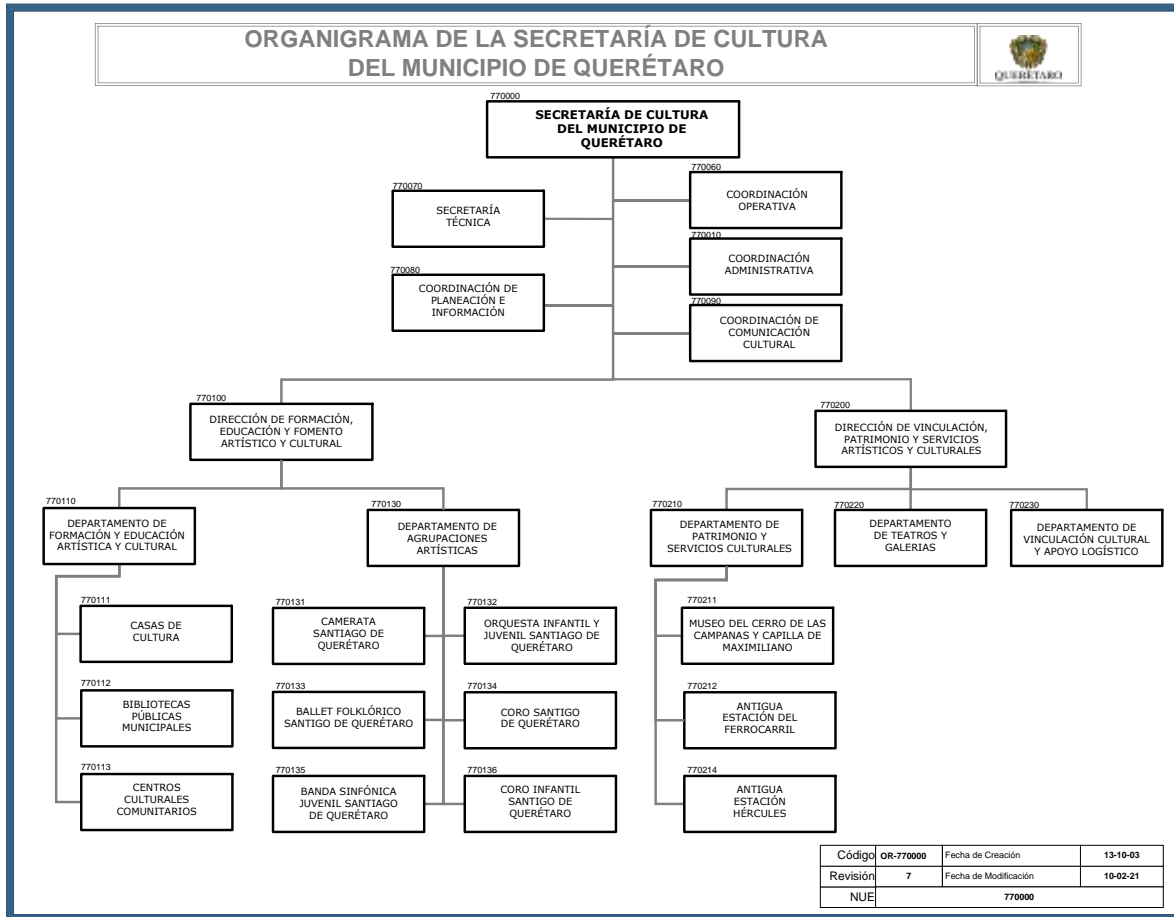 ORGANIGRAMA DE LA SECRETARÍA DE CULTURA
DEL MUNICIPIO DE QUERÉTARO
QUERÉTARO
770000
SECRETARÍA DE CULTURA
DEL MUNICIPIO DE
QUERÉTARO
770070
SECRETARÍA
TÉCNICA
770060
COORDINACIÓN
OPERATIVA
770010
COORDINACIÓN
ADMINISTRATIVA
770080
COORDINACIÓN DE
PLANEACIÓN E
INFORMACIÓN
770090
COORDINACIÓN DE
COMUNICACIÓN
CULTURAL
770100
DIRECCIÓN DE FORMACIÓN,
EDUCACIÓN Y FOMENTO
ARTÍSTICO Y CULTURAL
770200
DIRECCIÓN DE VINCULACIÓN,
PATRIMONIO Y SERVICIOS
ARTÍSTICOS Y CULTURALES
770110
DEPARTAMENTO DE
FORMACIÓN Y EDUCACIÓN
ARTÍSTICA Y CULTURAL
770130
DEPARTAMENTO DE
AGRUPACIONES
ARTÍSTICAS
770210
DEPARTAMENTO DE
PATRIMONIO Y
SERVICIOS CULTURALES
770220
DEPARTAMENTO
DE TEATROS Y
GALERIAS
770230
DEPARTAMENTO DE
VINCULACIÓN CULTURAL
Y APOYO LOGÍSTICO
770111
CASAS DE
CULTURA
770131
CAMERATA
SANTIAGO DE
QUERÉTARO
770132
ORQUESTA INFANTIL Y
JUVENIL SANTIAGO DE
QUERÉTARO
770211
MUSEO DEL CERRO DE LAS
CAMPANAS Y CAPILLA DE
MAXIMILIANO
770112
BIBLIOTECAS
PÚBLICAS
MUNICIPALES
770133
BALLET FOLKLÓRICO
SANTIGO DE QUERÉTARO
770134
CORO SANTIGO
DE QUERÉTARO
770212
ANTIGUA
ESTACIÓN DEL
FERROCARRIL
770113
CENTROS
CULTURALES
COMUNITARIOS
770135
BANDA SINFÓNICA
JUVENIL SANTIAGO
DE QUERÉTARO
770136
CORO INFANTIL
SANTIGO DE
QUERÉTARO
770214
ANTIGUA
ESTACIÓN
HÉRCULES
Código OR-770000 Fecha de Creación 13-10-03
Revisión 7 Fecha de Modificación 10-02-21
NUE 770000